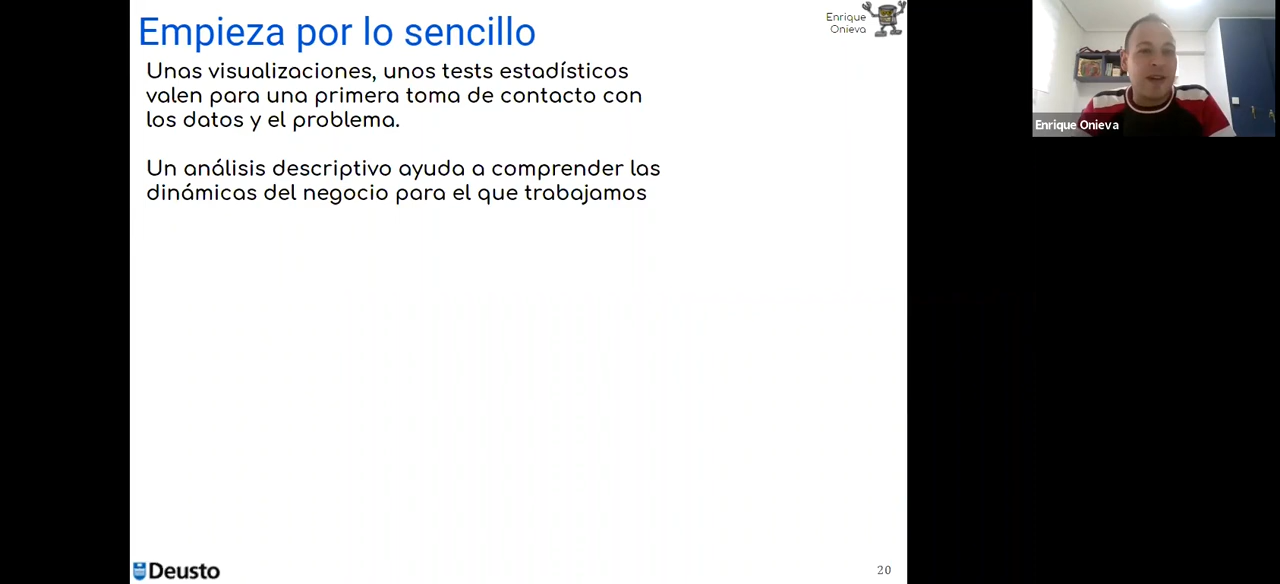 Empieza por lo sencillo
Enrique
Onieva
Unas visualizaciones, unos tests estadísticos
valen para una primera toma de contacto con
los datos y el problema.
Un análisis descriptivo ayuda a comprender las
dinámicas del negocio para el que trabajamos
Enrique Onieva
Deusto
20